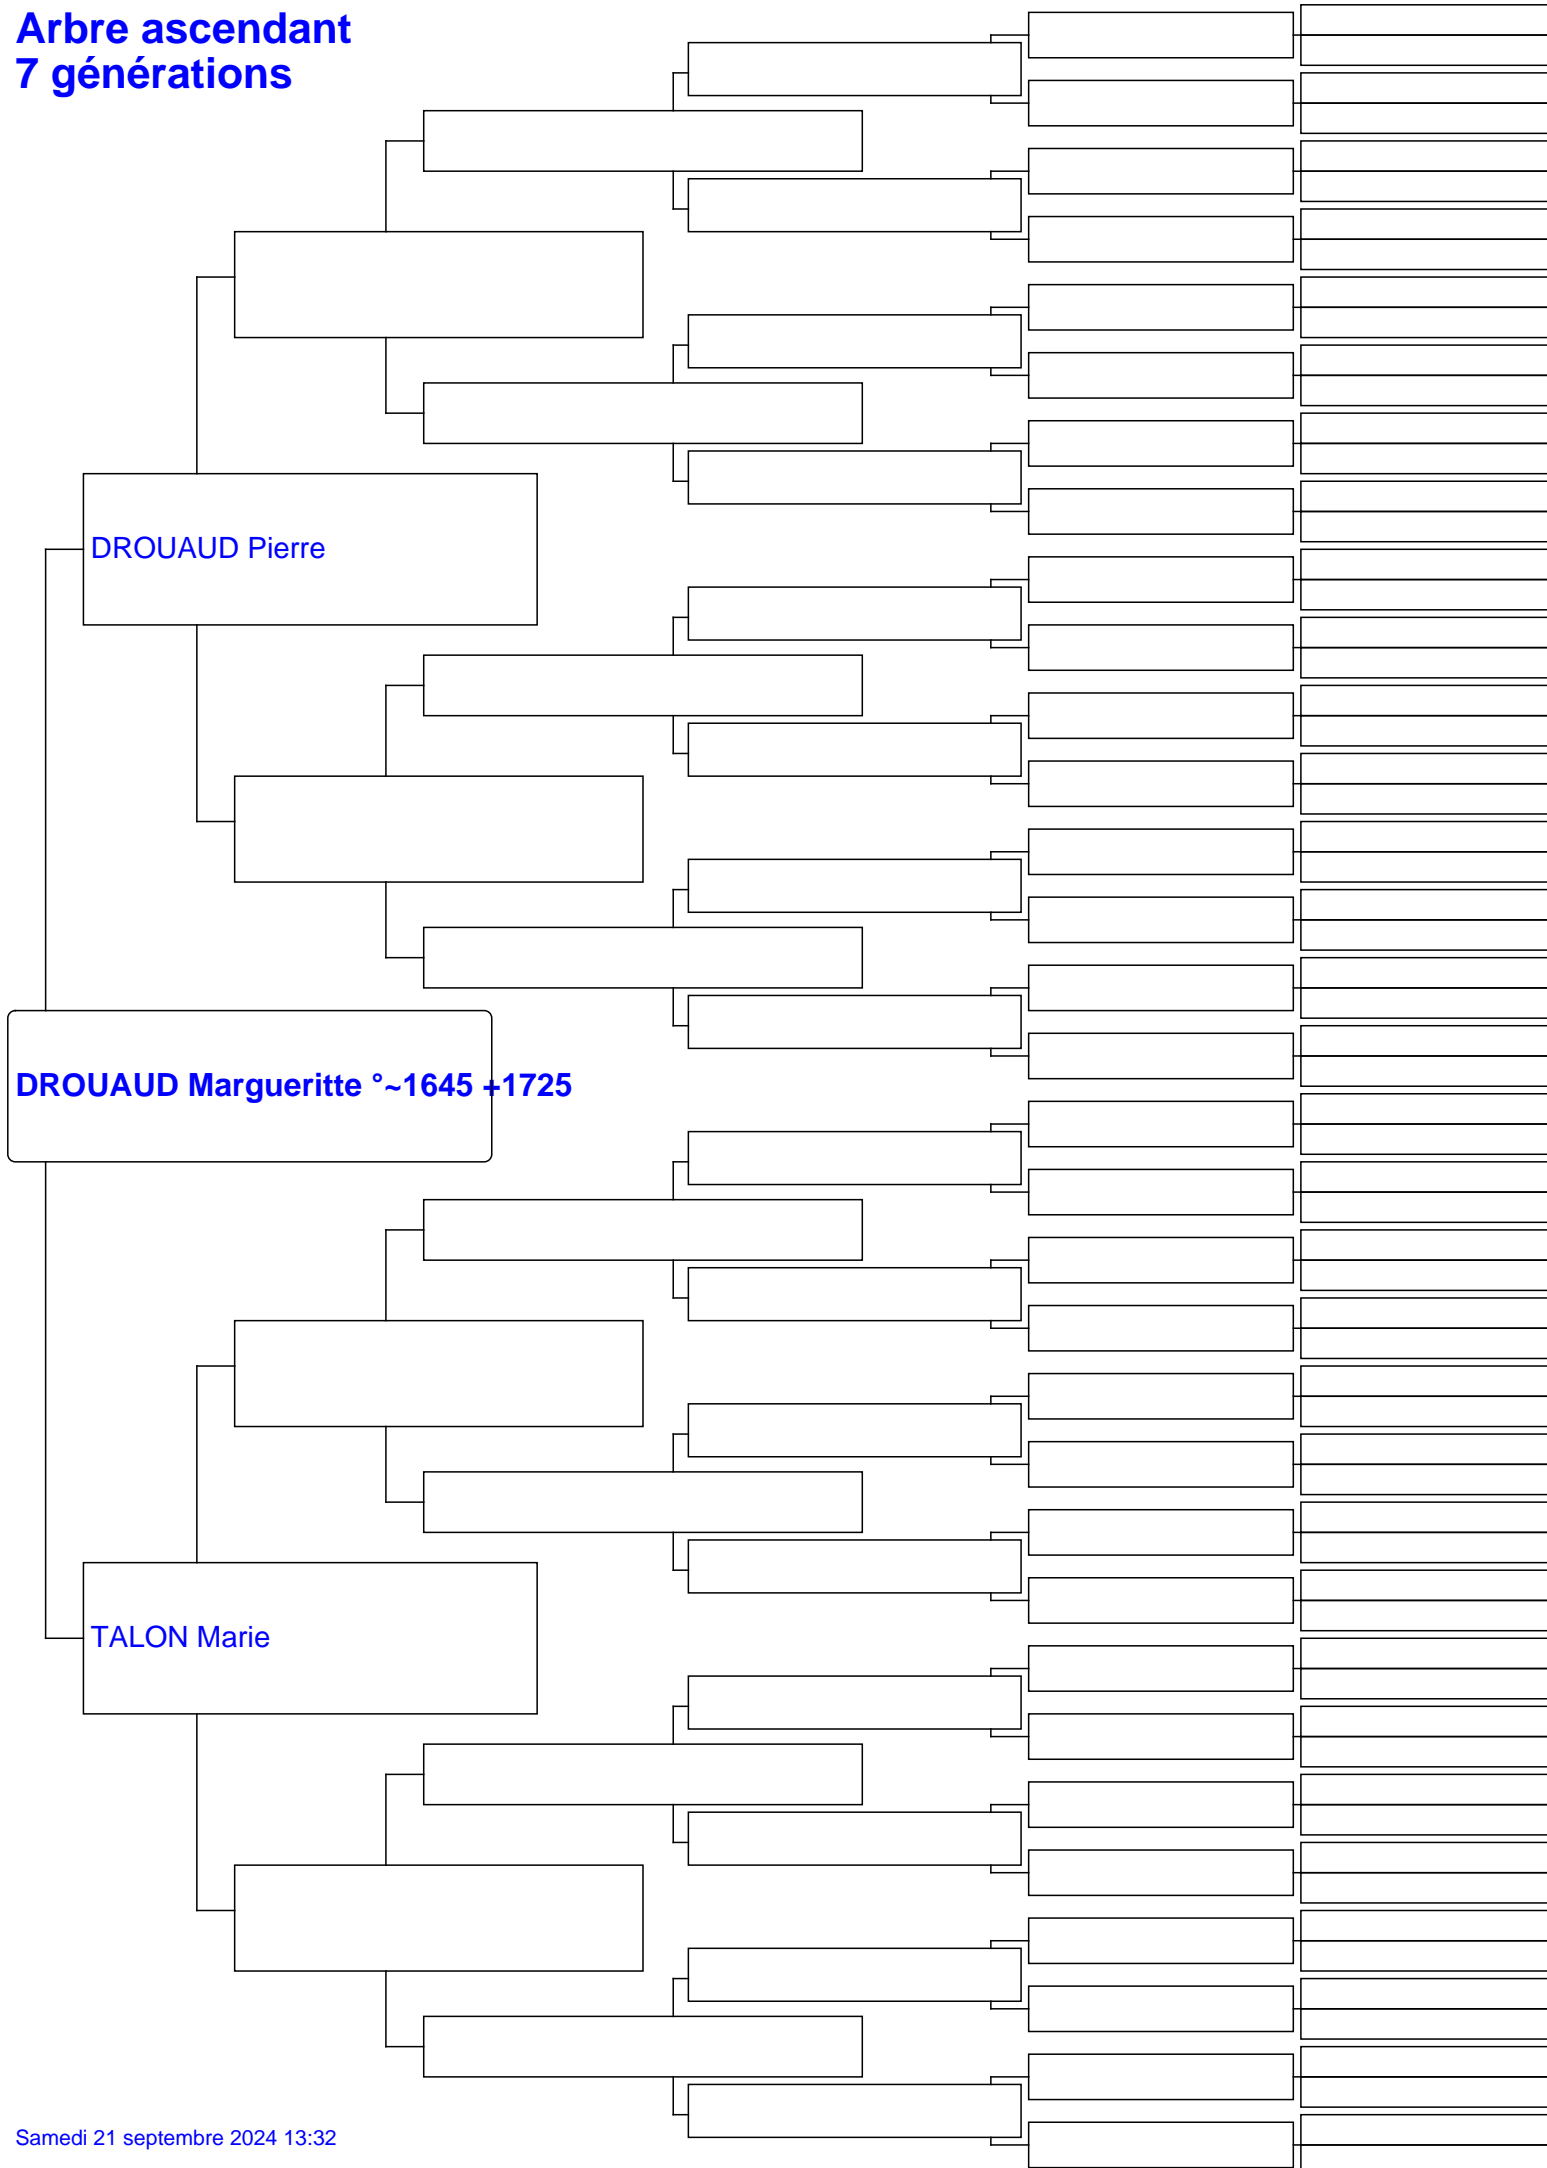 Arbre ascendant
7 générations
DROUAUD Pierre
DROUAUD Margueritte °~1645 +1725
TALON Marie
Samedi 21 septembre 2024 13:32